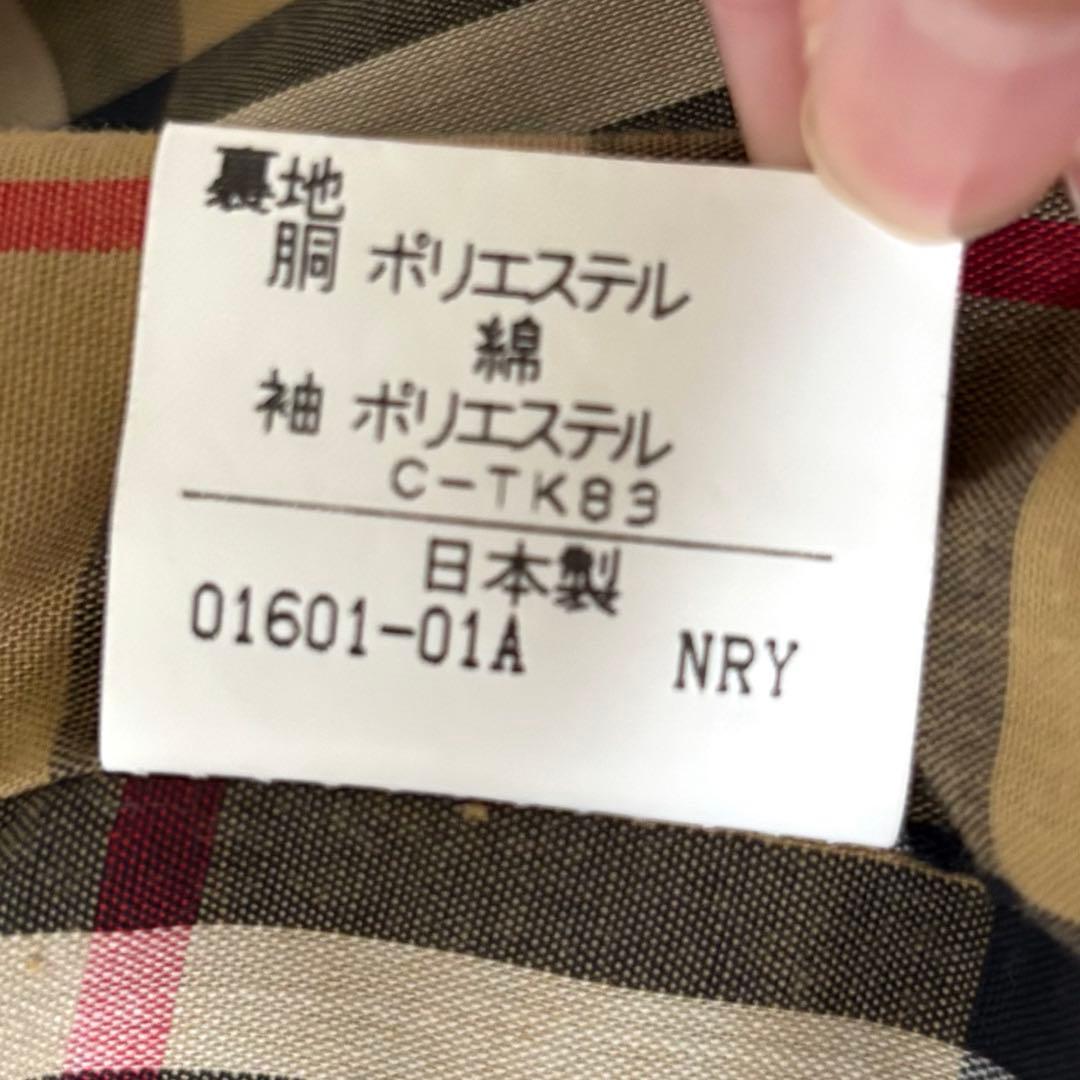 裏地
胴 ポリエステル
綿
袖 ポリエステル
C-TK83
日本製
01601-01A NRY